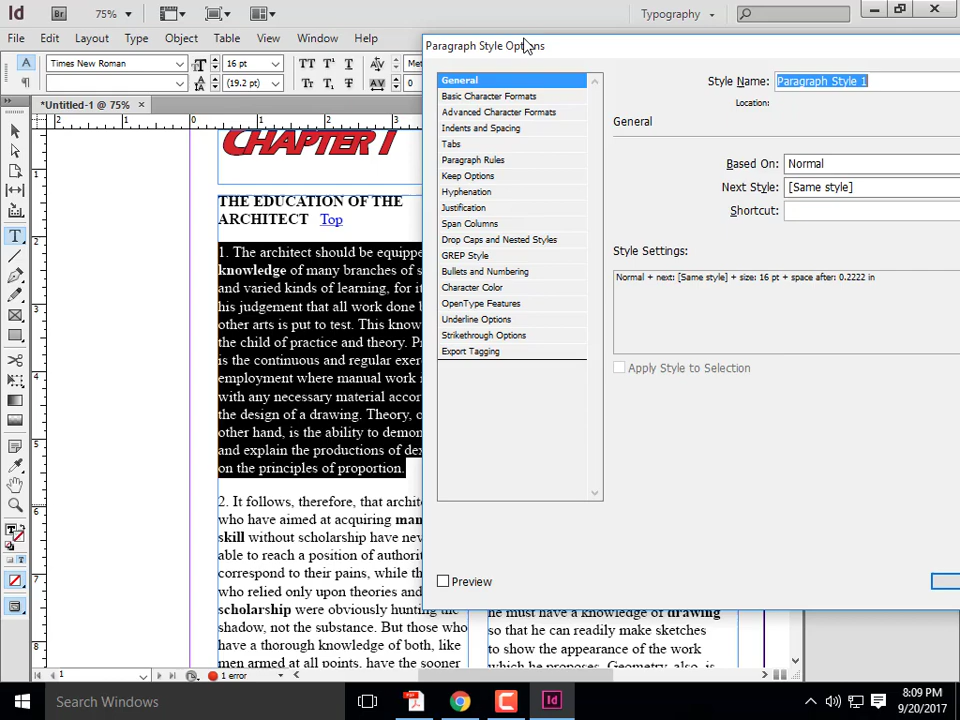 Id Br 75% Typography
File Edit Layout Type Object Table View Window Help
Times New Roman 16 pt
(19.2 pt) 0
*Untitled-1 @ 75%
CHAPTER I
THE EDUCATION OF THE
ARCHITECT Top
1. The architect should be equippe
knowledge of many branches of s
and varied kinds of learning, for i
his judgement that all work done b
other arts is put to test. This know
the child of practice and theory. P
is the continuous and regular exer
employment where manual work
with any necessary material accor
the design of a drawing. Theory, o
other hand, is the ability to demon
and explain the productions of dex
on the principles of proportion.
2. It follows, therefore, that archite
who have aimed at acquiring man
skill without scholarship have nev
able to reach a position of authorit
correspond to their pains, while th
who relied only upon theories and
scholarship were obviously hunting the
shadow, not the substance. But those who
have a thorough knowledge of both, like
men armed at all points, have the sooner
he must have a knowledge of drawing
so that he can readily make sketches
to show the appearance of the work
which he proposes. Geometry, also, is
Paragraph Style Options
General
Basic Character Formats
Advanced Character Formats
Indents and Spacing
Tabs
Paragraph Rules
Keep Options
Hyphenation
Justification
Span Columns
Drop Caps and Nested Styles
GREP Style
Bullets and Numbering
Character Color
OpenType Features
Underline Options
Strikethrough Options
Export Tagging
Style Name: Paragraph Style 1
Location:
General
Based On: Normal
Next Style: [Same style]
Shortcut:
Style Settings:
Normal + next: [Same style] + size: 16 pt + space after: 0.2222 in
Apply Style to Selection
Preview
1 1 error
Search Windows
8:09 PM
9/20/2017